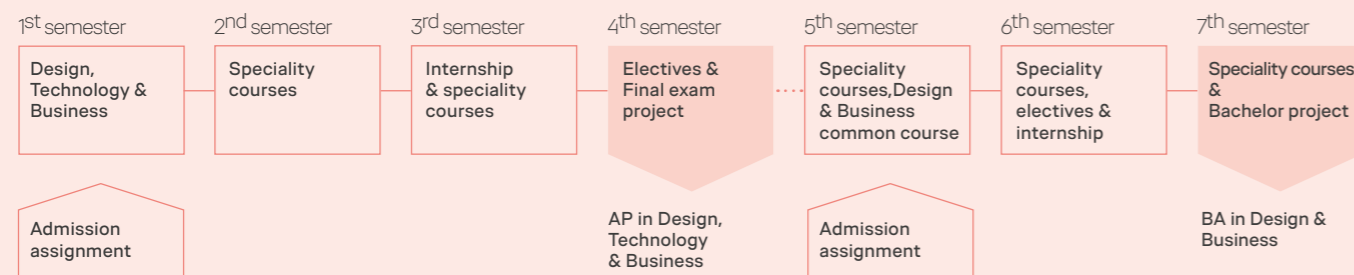 1st semester
Design,
Technology &
Business
2nd semester
Speciality
courses
3rd semester
Internship
& speciality
courses
4th semester
Electives &
Final exam
project
5th semester
Speciality
courses,Design
& Business
common course
6th semester
Speciality
courses,
electives &
internship
7th semester
Speciality courses
&
Bachelor project
Admission
assignment
AP in Design,
Technology
& Business
Admission
assignment
BA in Design &
Business